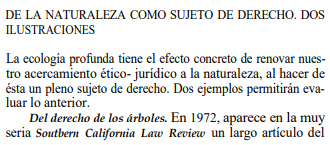 DE LA NATURALEZA COMO SUJETO DE DERECHO. DOS
ILUSTRACIONES
La ecología profunda tiene el efecto concreto de renovar nues-
tro acercamiento ético- jurídico a la naturaleza, al hacer de
ésta un pleno sujeto de derecho. Dos ejemplos permitirán eva-
luar lo anterior.
Del derecho de los árboles. En 1972, aparece en la muy
seria Southern California Law Review un largo artículo del